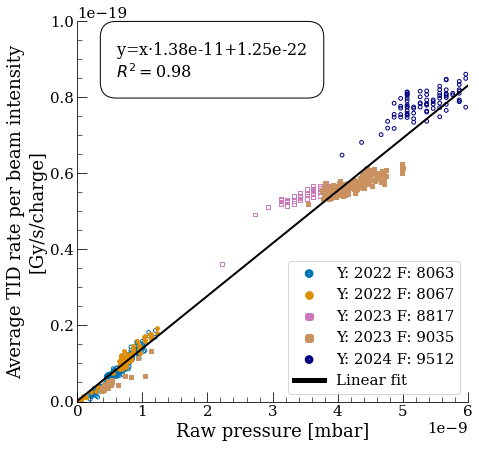 1e−19
1.0
0.8
0.6
0.4
0.2
0.0
Average TID rate per beam intensity
[Gy/s/charge]
y=x·1.38e-11+1.25e-22
R² = 0.98
Y: 2022 F: 8063
Y: 2022 F: 8067
Y: 2023 F: 8817
Y: 2023 F: 9035
Y: 2024 F: 9512
Linear fit
0 1 2 3 4 5 6
Raw pressure [mbar]
1e−9